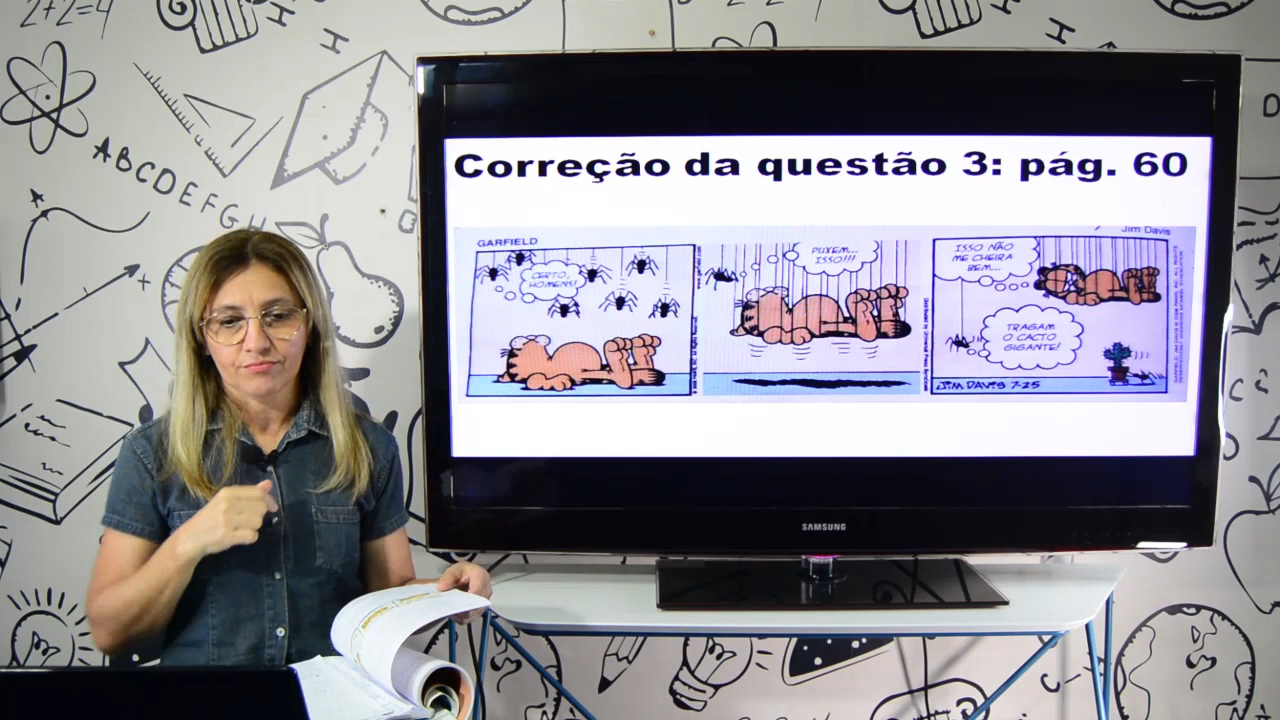 2+2=4
H
H
H
H
ABCDEFGH
Correção da questão 3: pág. 60
GARFIELD
Jim Davis
CERTO,
HOMENS!
PUXEM...
ISSO!!!
ISSO NÃO
ME CHEIRA
BEM...
TRAGAM
O CACTO
GIGANTE!
JIM DAVIS 7-25
SAMSUNG